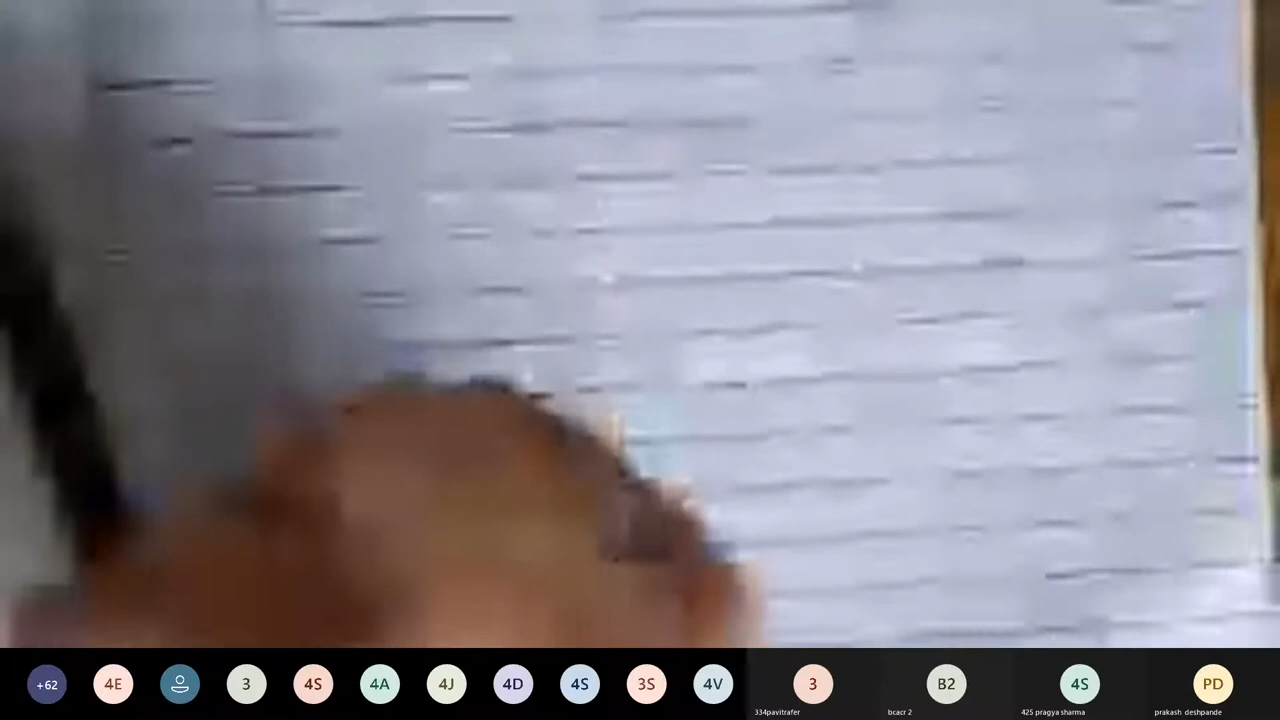 +62
4E
3
4S
4A
4J
4D
4S
3S
4V
3
B2
4S
PD
334pavitrafer
bcacr 2
425 pragya sharma
prakash deshpande